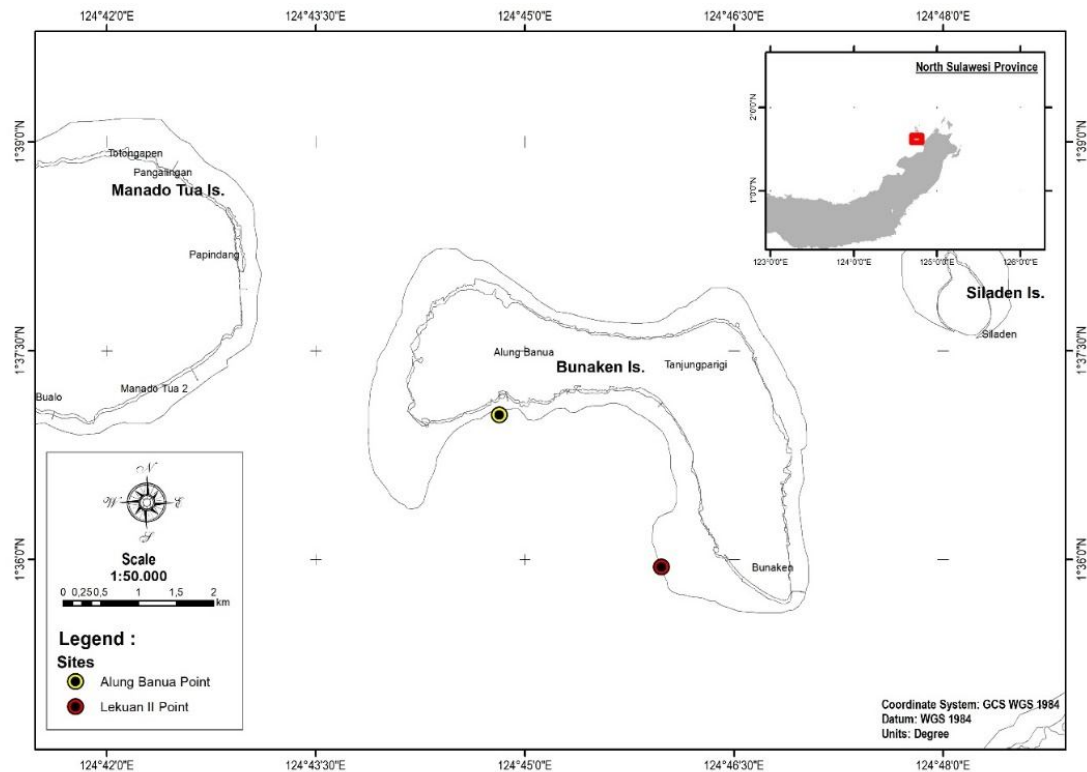 124°42'0"E 124°43'30"E 124°45'0"E 124°46'30"E 124°48'0"E
North Sulawesi Province
2°0'N
1°0'N
123°0'0"E 124°0'0"E 125°0'0"E 126°0'0"E
1°39'0"N 1°39'0"N
Totongapen
Pangalingan
Manado Tua Is.
Papindang
Siladen Is.
Siladen
1°37'30"N 1°37'30"N
Alung Banua
Bunaken Is.
Tanjungparigi
Manado Tua 2
Bualo
1°36'0"N 1°36'0"N
Bunaken
N
W E
S
Scale
1:50.000
0 0,25 0,5 1 1,5 2
km
Legend :
Sites
Alung Banua Point
Lekuan II Point
Coordinate System: GCS WGS 1984
Datum: WGS 1984
Units: Degree
124°42'0"E 124°43'30"E 124°45'0"E 124°46'30"E 124°48'0"E